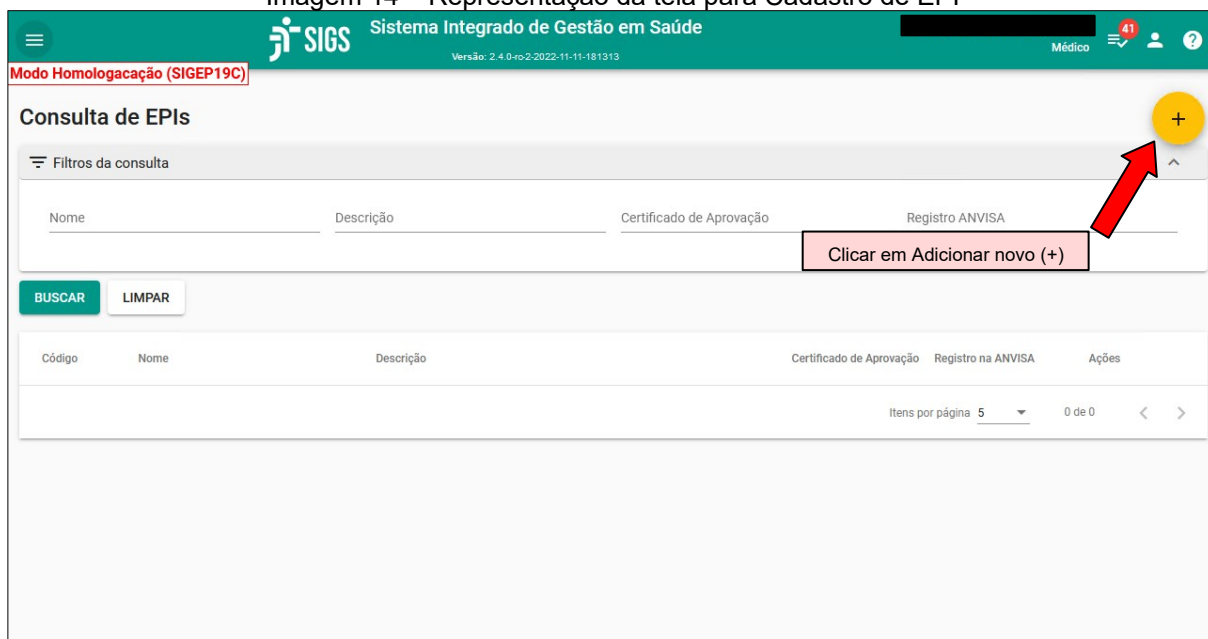 Imagem 14 – Representação da tela para Cadastro de EPI
SIGS
Sistema Integrado de Gestão em Saúde
Versão: 2.4.0-ro-2-2022-11-11-181313
Médico
41
?
Modo Homologacação (SIGEP19C)
Consulta de EPIs
+
Filtros da consulta
Nome Descrição Certificado de Aprovação Registro ANVISA
Clicar em Adicionar novo (+)
BUSCAR LIMPAR
Código Nome Descrição Certificado de Aprovação Registro na ANVISA Ações
Itens por página 5 0 de 0